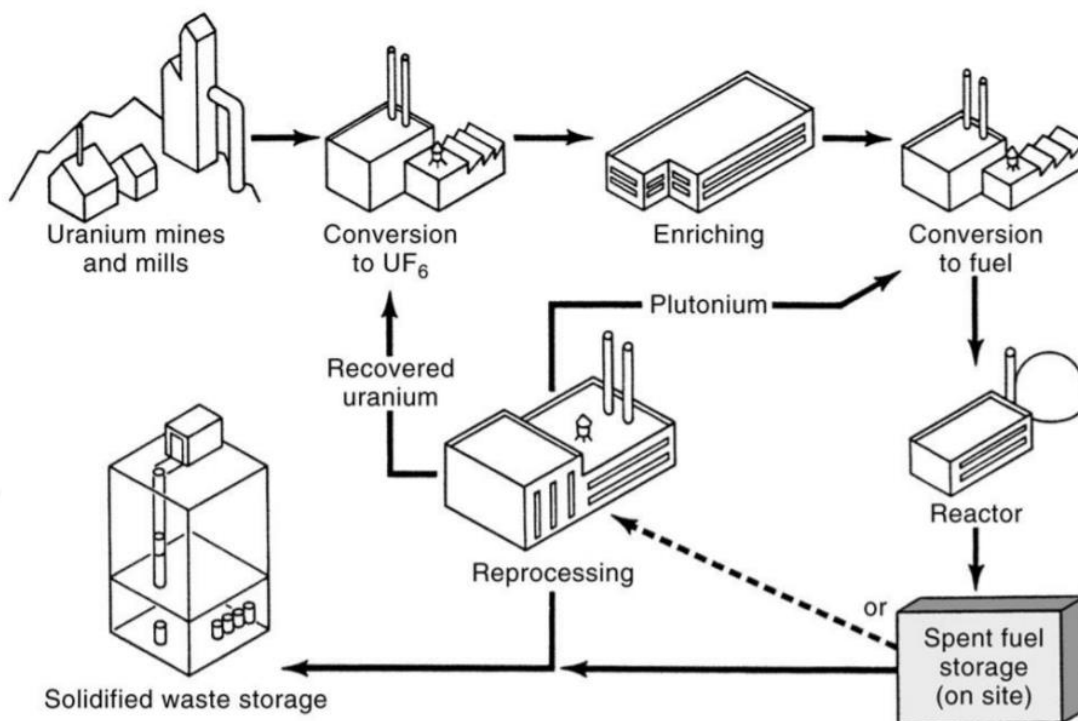 Uranium mines
and mills
Conversion
to UF₆
Enriching
Conversion
to fuel
Plutonium
Recovered
uranium
Reactor
Reprocessing
or
Spent fuel
storage
(on site)
Solidified waste storage